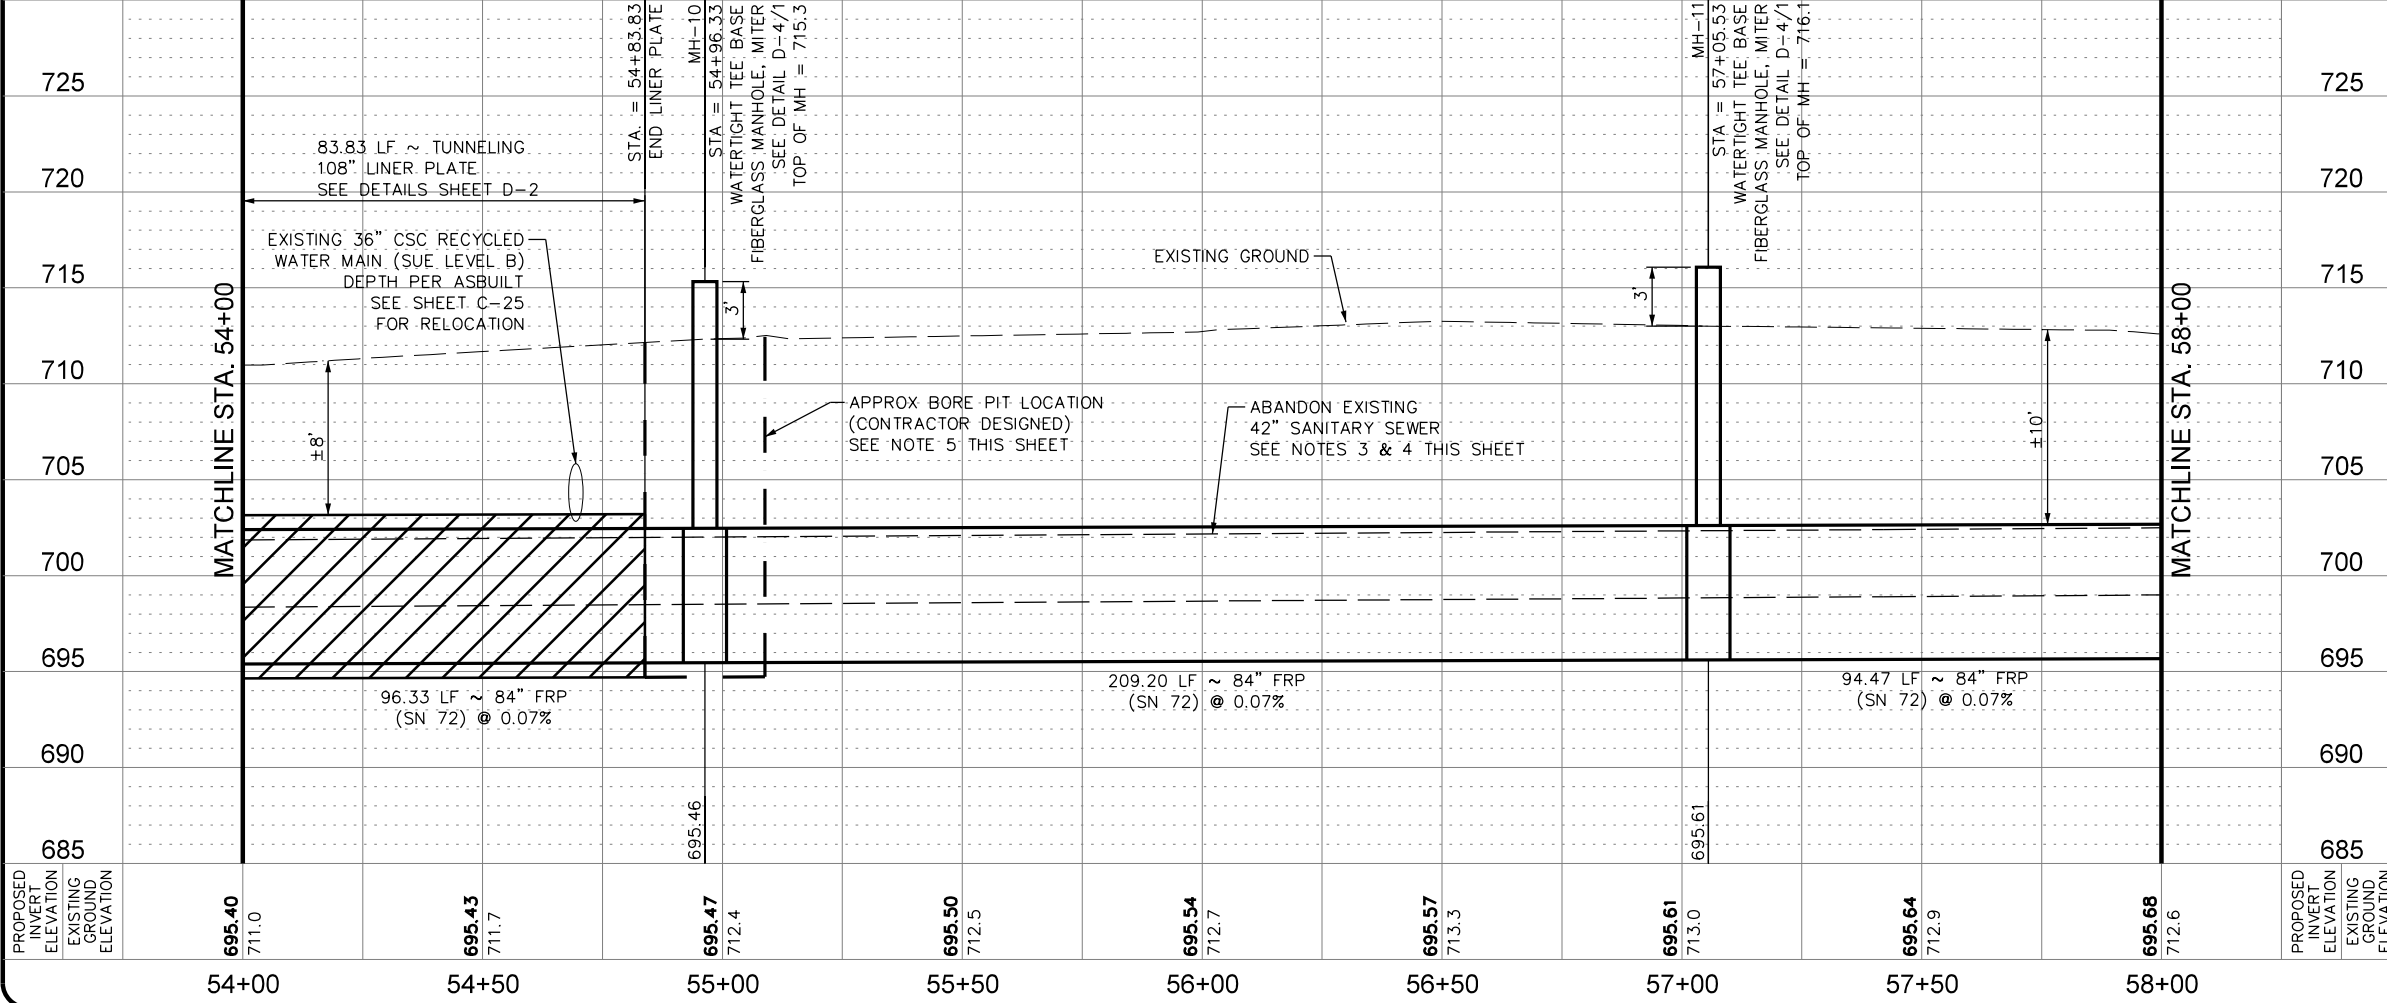 725
720
715
710
705
700
695
690
685
MATCHLINE STA. 54+00
83.83 LF ~ TUNNELING
108" LINER PLATE
SEE DETAILS SHEET D-2
EXISTING 36" CSC RECYCLED
WATER MAIN (SUE LEVEL B)
DEPTH PER ASBUILT
SEE SHEET C-25
FOR RELOCATION
±8'
STA. = 54+83.83
END LINER PLATE
MH-10
STA = 54+96.33
WATERTIGHT TEE BASE
FIBERGLASS MANHOLE, MITER
SEE DETAIL D-4/1
TOP OF MH = 715.3
3'
APPROX BORE PIT LOCATION
(CONTRACTOR DESIGNED)
SEE NOTE 5 THIS SHEET
EXISTING GROUND
ABANDON EXISTING
42" SANITARY SEWER
SEE NOTES 3 & 4 THIS SHEET
MH-11
STA = 57+05.53
WATERTIGHT TEE BASE
FIBERGLASS MANHOLE, MITER
SEE DETAIL D-4/1
TOP OF MH = 716.1
3'
±10'
MATCHLINE STA. 58+00
725
720
715
710
705
700
695
690
685
96.33 LF ~ 84" FRP
(SN 72) @ 0.07%
209.20 LF ~ 84" FRP
(SN 72) @ 0.07%
94.47 LF ~ 84" FRP
(SN 72) @ 0.07%
695.46
695.61
PROPOSED
INVERT
ELEVATION
EXISTING
GROUND
ELEVATION
695.40
711.0
695.43
711.7
695.47
712.4
695.50
712.5
695.54
712.7
695.57
713.3
695.61
713.0
695.64
712.9
695.68
712.6
PROPOSED
INVERT
ELEVATION
EXISTING
GROUND
54+00
54+50
55+00
55+50
56+00
56+50
57+00
57+50
58+00